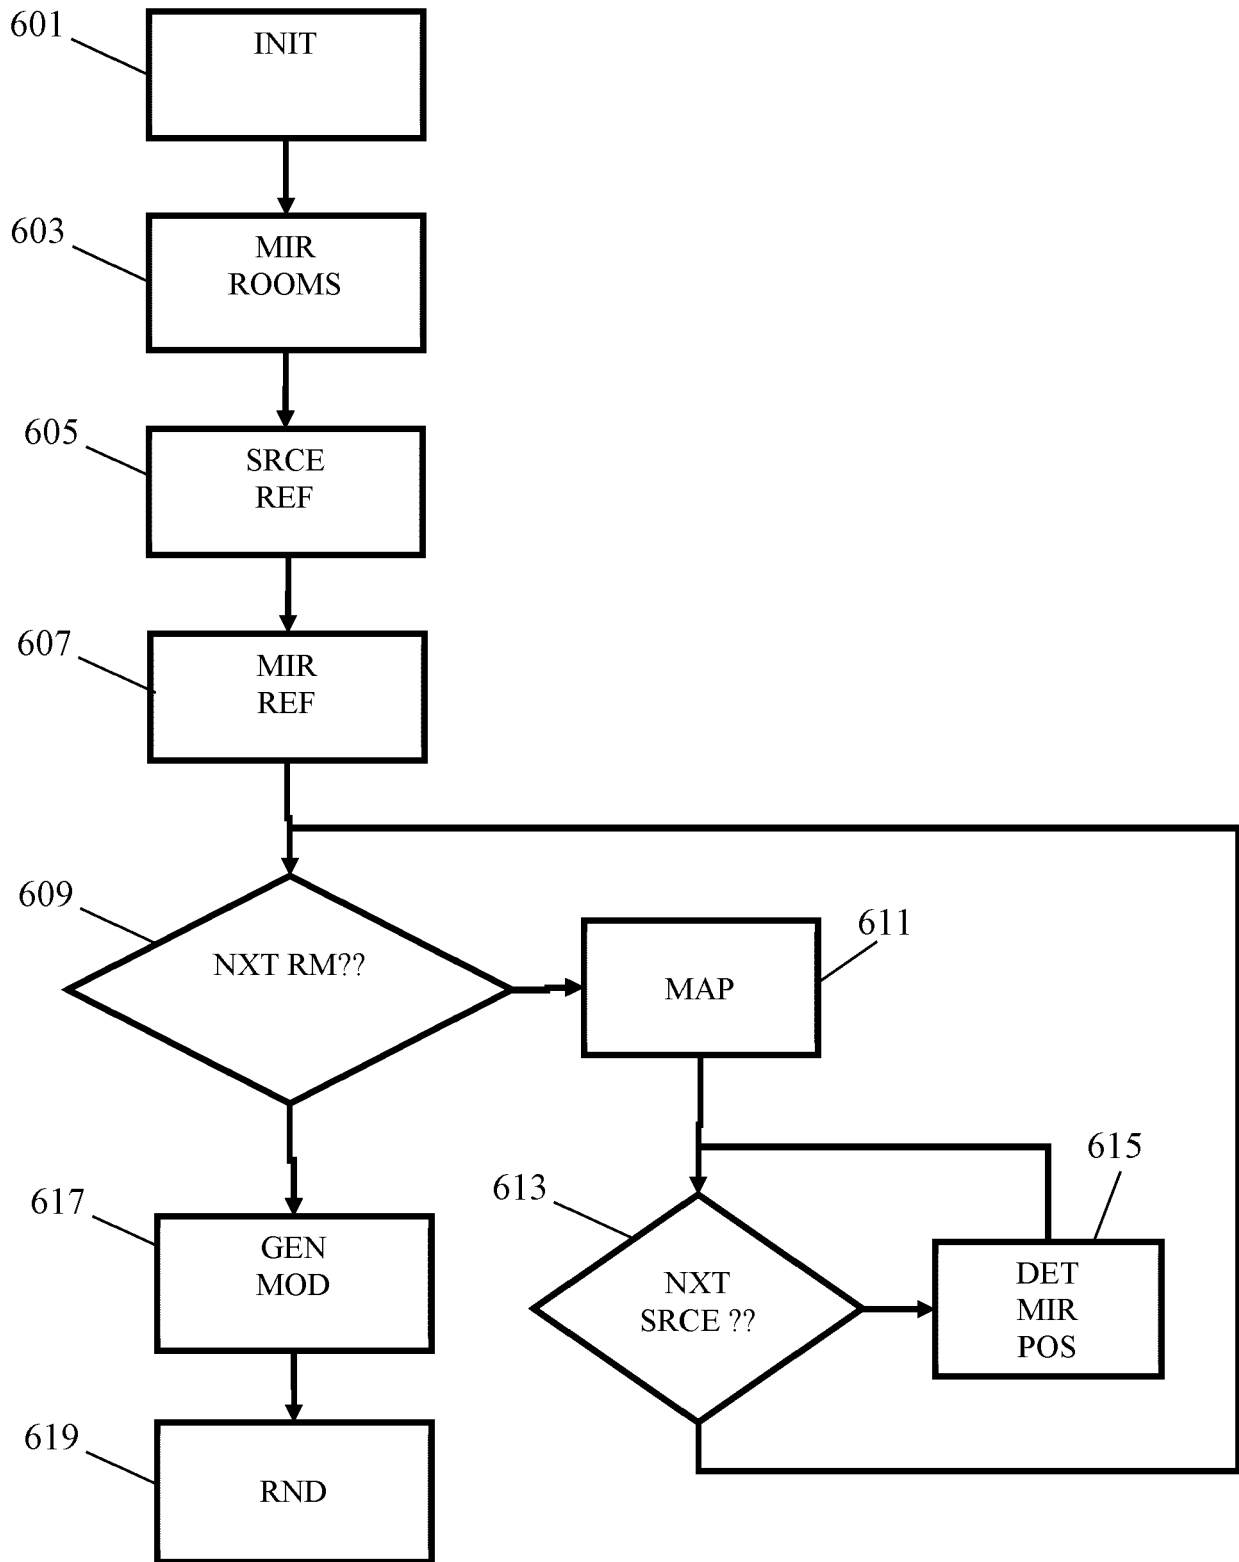 601
INIT
603
MIR
ROOMS
605
SRCE
REF
607
MIR
REF
609
NXT RM??
611
MAP
613
NXT
SRCE ??
615
DET
MIR
POS
617
GEN
MOD
619
RND